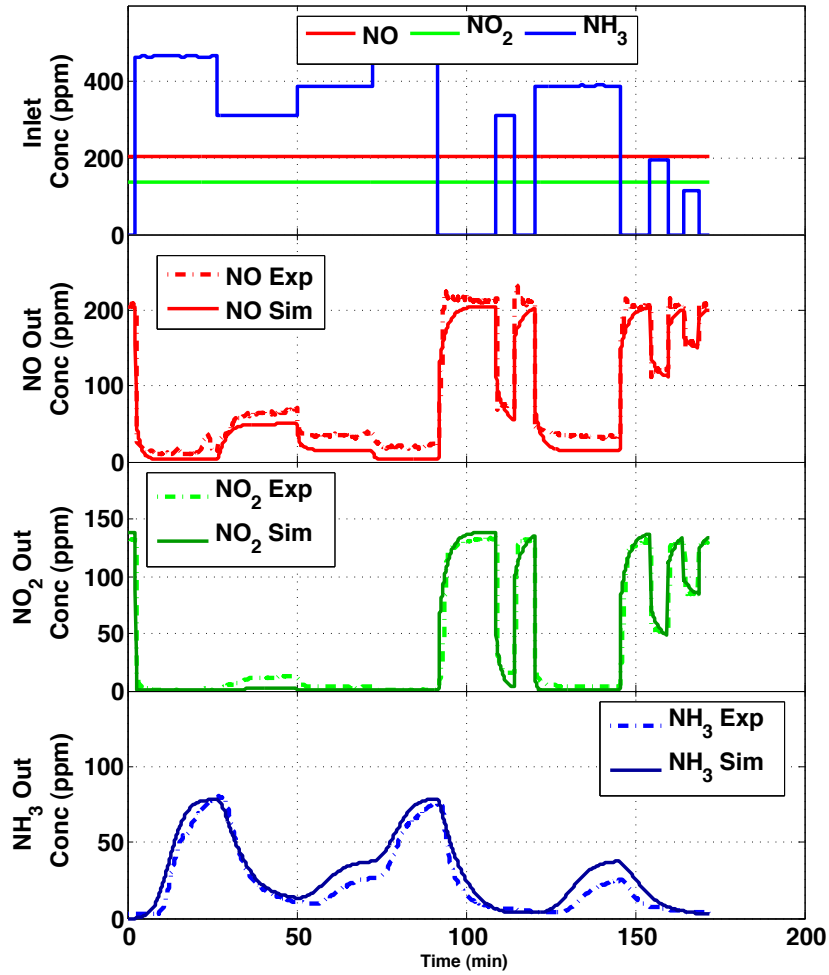 NO NO2 NH3
Inlet
Conc (ppm)
400
200
0
NO Exp
NO Sim
NO Out
Conc (ppm)
200
100
0
NO2 Exp
NO2 Sim
NO2 Out
Conc (ppm)
150
100
50
0
NH3 Exp
NH3 Sim
NH3 Out
Conc (ppm)
100
50
0
0 50 100 150 200
Time (min)